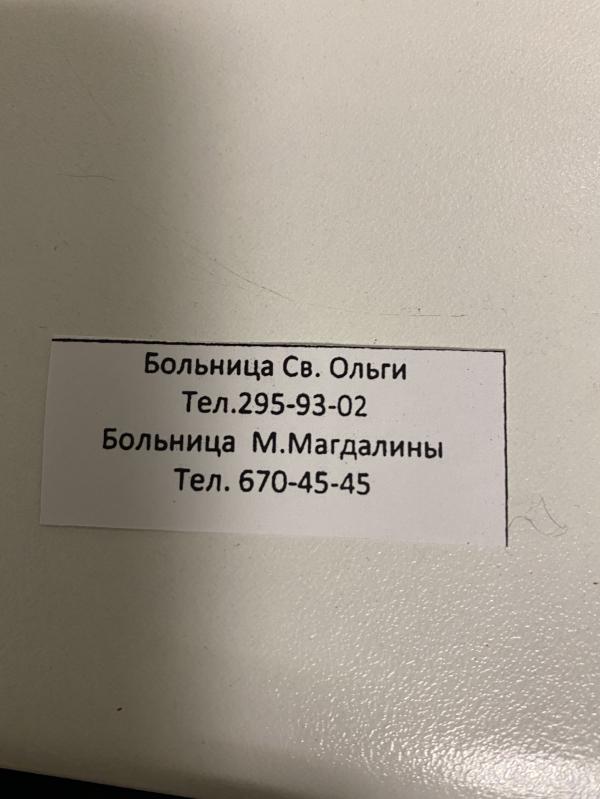 Больница Св. Ольги
Тел.295-93-02
Больница М.Магдалины
Тел. 670-45-45